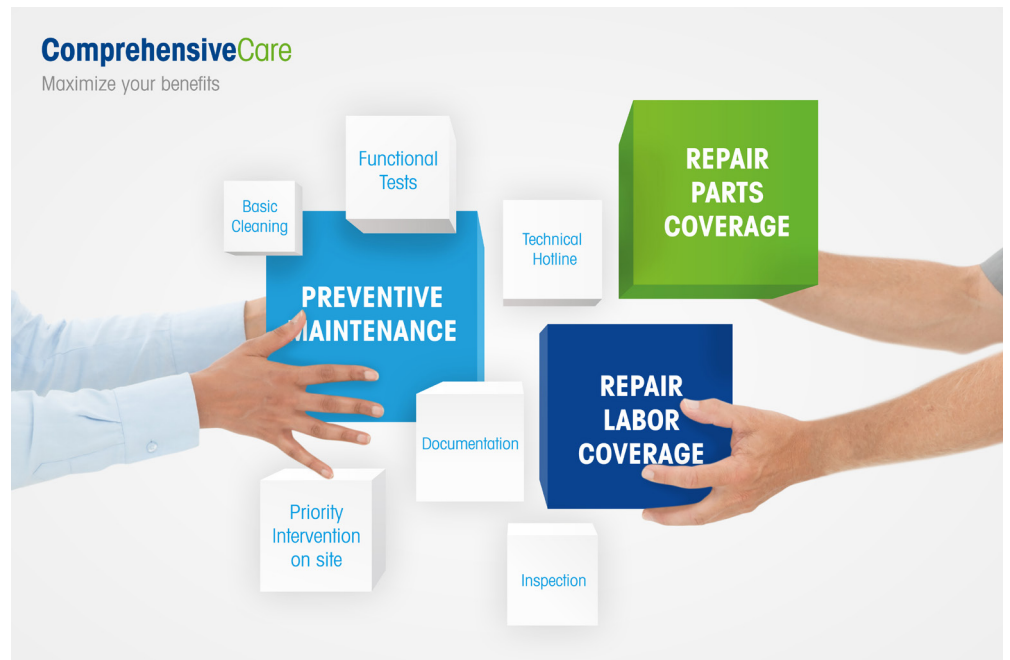 ComprehensiveCare
Maximize your benefits
Functional
Tests
Basic
Cleaning
PREVENTIVE
MAINTENANCE
Technical
Hotline
REPAIR
PARTS
COVERAGE
REPAIR
LABOR
COVERAGE
Documentation
Priority
Intervention
on site
Inspection